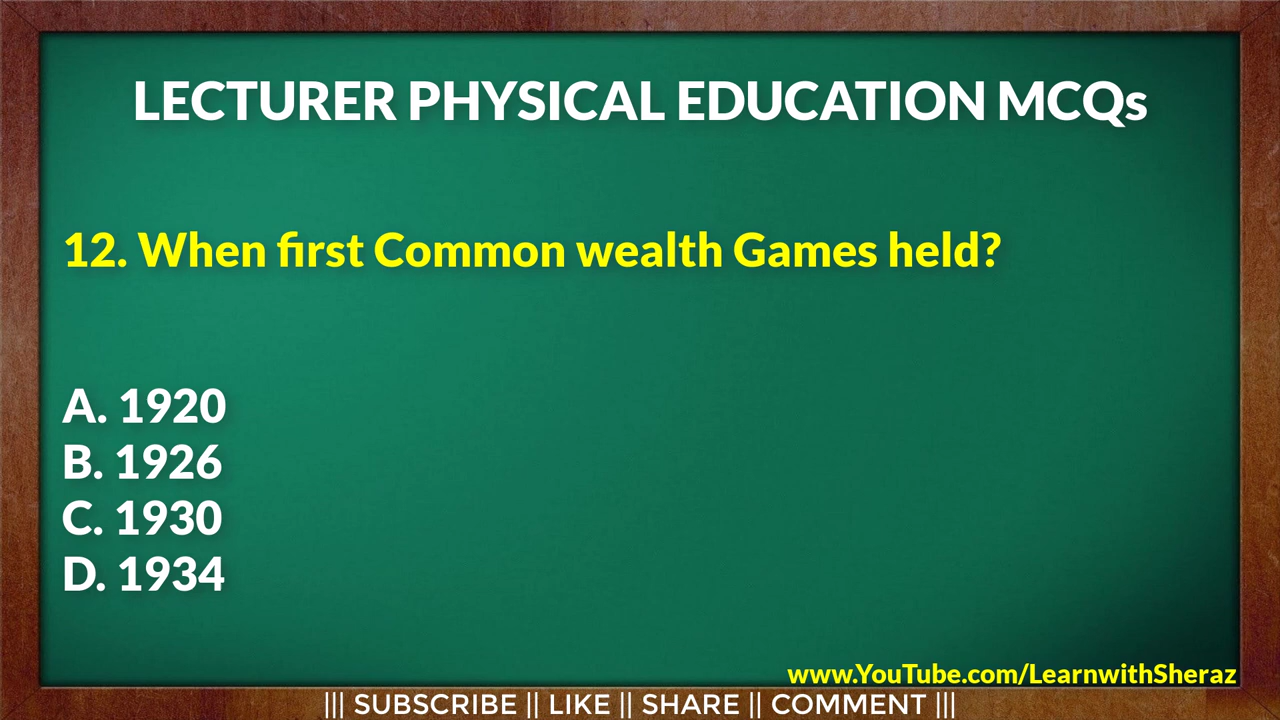 LECTURER PHYSICAL EDUCATION MCQs
12. When first Common wealth Games held?
A. 1920
B. 1926
C. 1930
D. 1934
www.YouTube.com/LearnwithSheraz
||| SUBSCRIBE || LIKE || SHARE || COMMENT |||